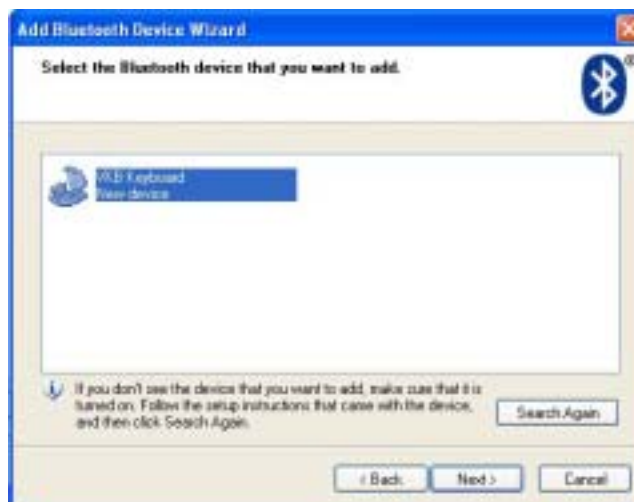 Add Bluetooth Device Wizard
Select the Bluetooth device that you want to add.
®
VKB Keyboard
New device
If you don't see the device that you want to add, make sure that it is
turned on. Follow the setup instructions that came with the device,
and then click Search Again.
Search Again
< Back
Next >
Cancel